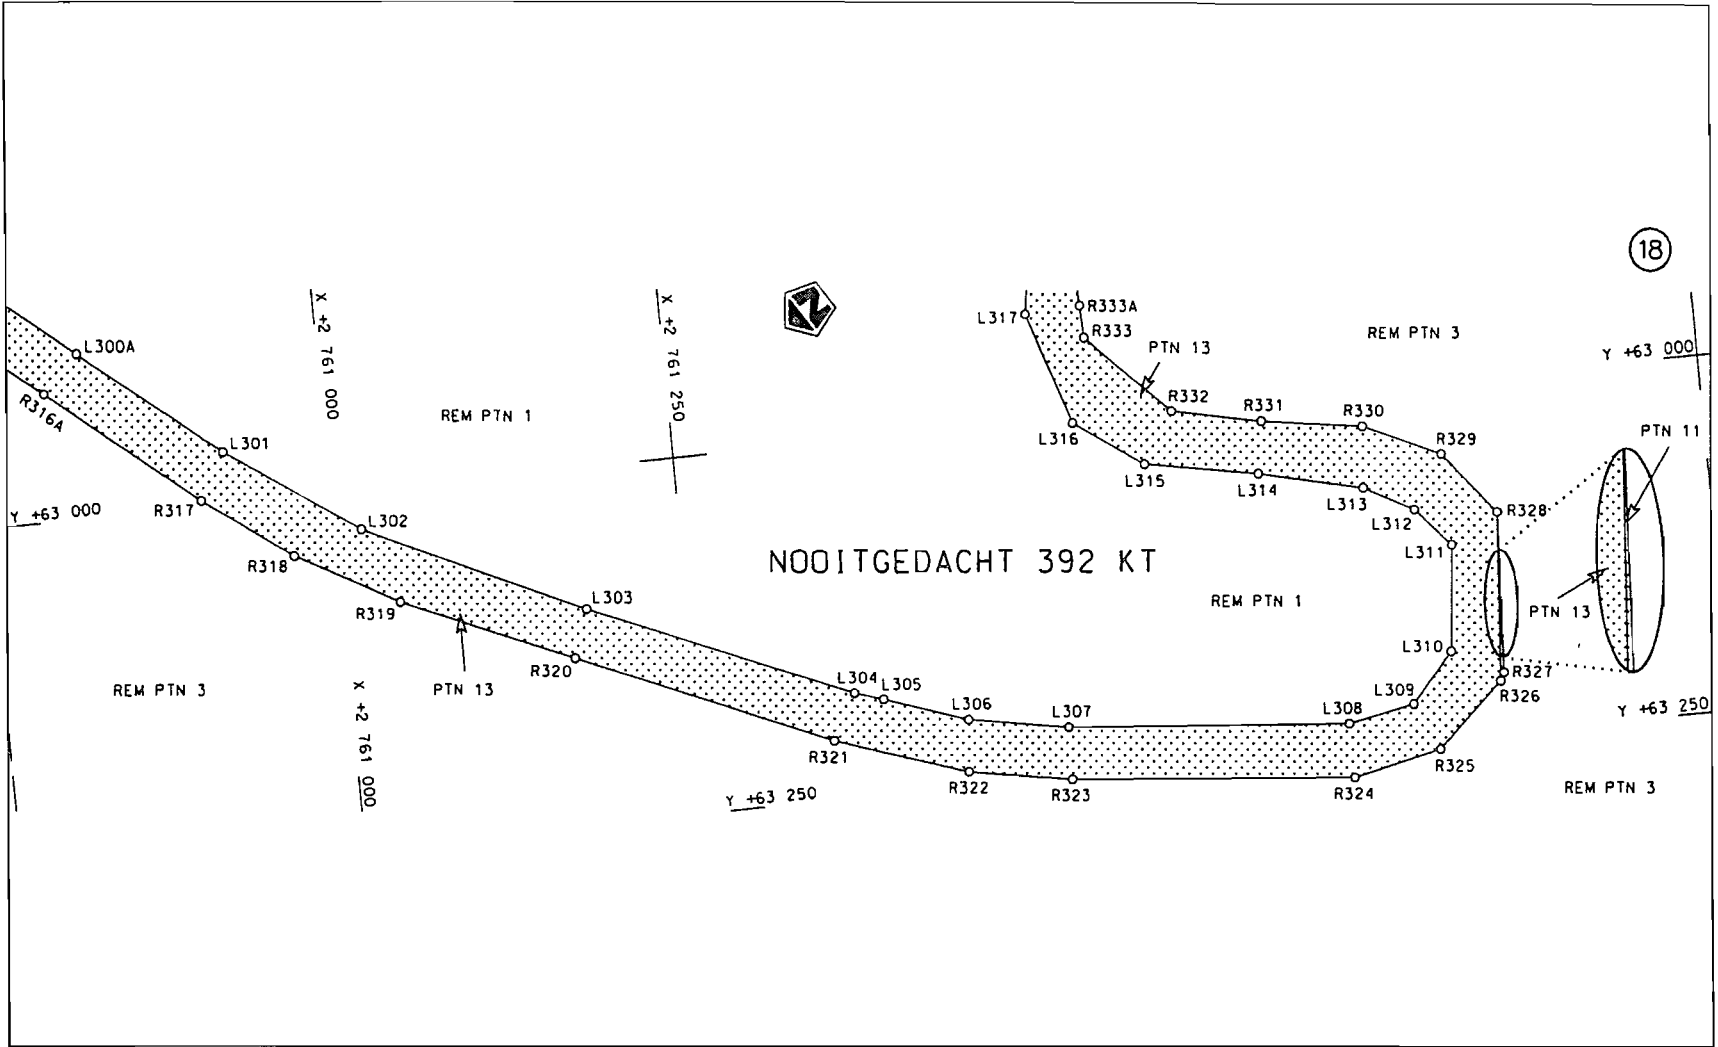 18
X +2 761 000
X +2 761 250
L300A
R316A
L301
REM PTN 1
L317
R333A
R333
PTN 13
REM PTN 3
Y +63 000
R332
R331
R330
R329
PTN 11
L316
L315
L314
L313
L312
L311
R328
R317
Y +63 000
L302
R318
NOOITGEDACHT 392 KT
R319
L303
REM PTN 1
PTN 13
L310
R320
REM PTN 3
PTN 13
X +2 761 000
L304
L305
L306
L307
L308
L309
R327
R326
Y +63 250
R321
R322
R323
R324
R325
Y +63 250
REM PTN 3
N